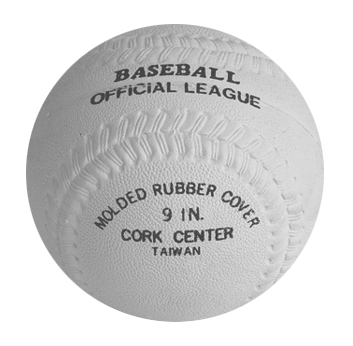 BASEBALL
OFFICIAL LEAGUE
MOLDED RUBBER COVER
9 IN.
CORK CENTER
TAIWAN